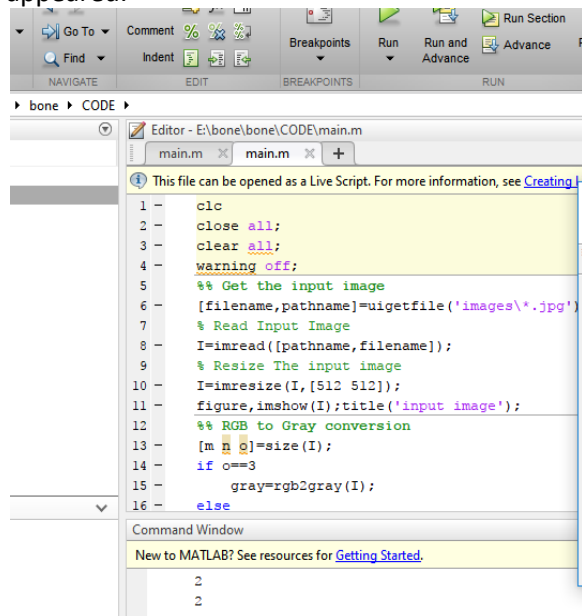 appeared.
Go To
Comment
Breakpoints
Run
Run and Advance
Run Section
Advance
Find
Indent
NAVIGATE
EDIT
BREAKPOINTS
RUN
bone CODE
Editor - E:\bone\bone\CODE\main.m
main.m
main.m
This file can be opened as a Live Script. For more information, see Creating
1 clc
2 close all;
3 clear all;
4 warning off;
5 %% Get the input image
6 [filename,pathname]=uigetfile('images\*.jpg')
7 % Read Input Image
8 I=imread([pathname,filename]);
9 % Resize The input image
10 I=imresize(I,[512 512]);
11 figure,imshow(I);title('input image');
12 %% RGB to Gray conversion
13 [m n o]=size(I);
14 if o==3
15 gray=rgb2gray(I);
16 else
Command Window
New to MATLAB? See resources for Getting Started.
2
2